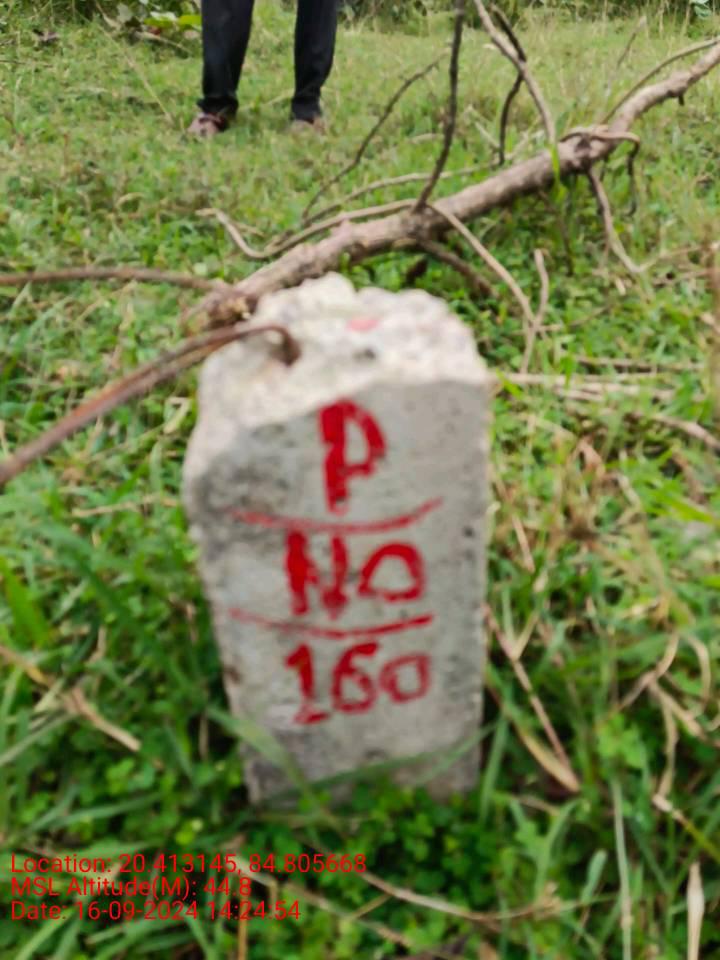 P
NO
160
Location: 20.413145, 84.805668
MSL Altitude(M): 44.8
Date: 16-09-2024 14:24:54